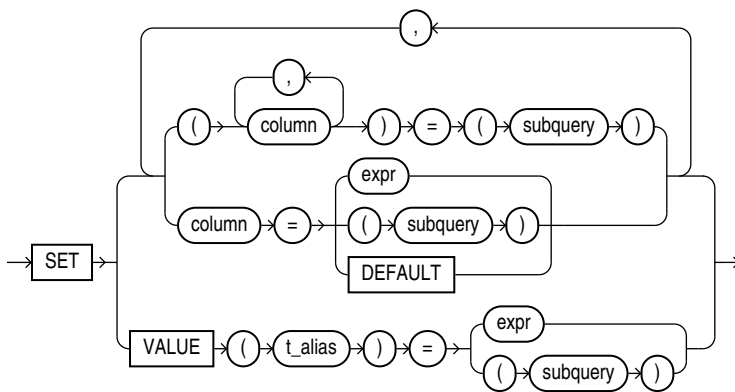 ,
,
( column ) = ( subquery )
expr
column = ( subquery )
DEFAULT
SET
expr
VALUE ( t_alias ) =
( subquery )